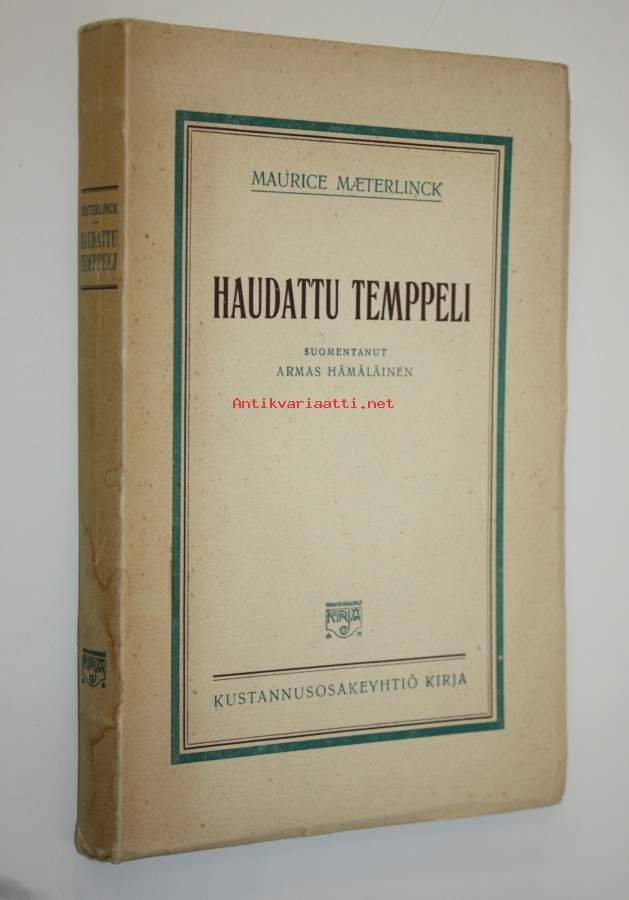 MAURICE MÆTERLINCK
HAUDATTU TEMPPELI
SUOMENTANUT
ARMAS HÄMÄLÄINEN
Antikvariaatti.net
KIRJA
KUSTANNUSOSAKEYHTIÖ KIRJA
MÆTERLINCK
HAUDATTU
TEMPPELI
KIRJA